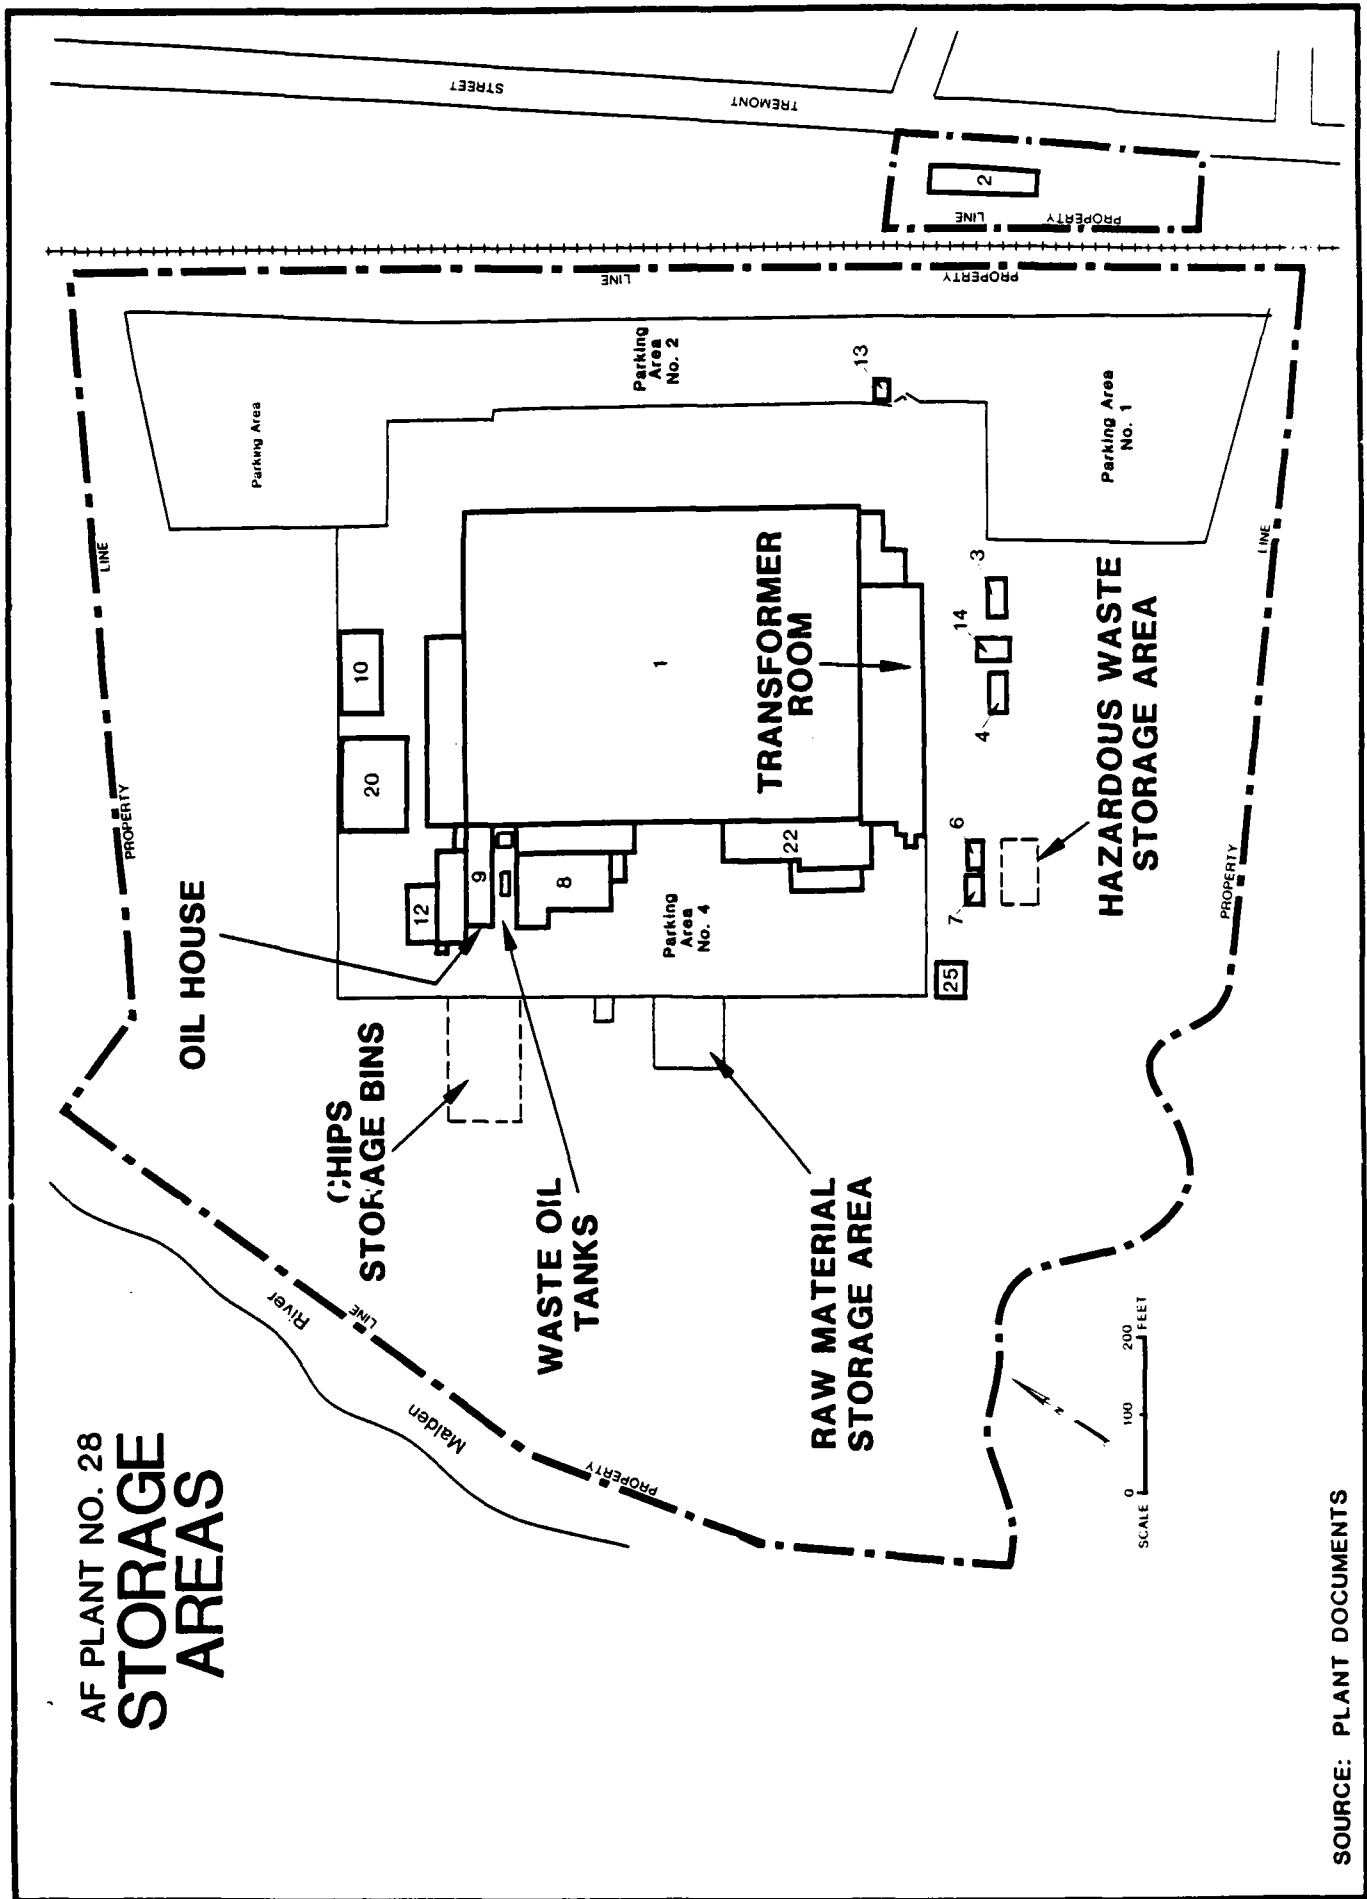 AF PLANT NO. 28
STORAGE
AREAS
River
Malden
PROPERTY
LINE
PROPERTY
LINE
OIL HOUSE
CHIPS
STORAGE BINS
WASTE OIL
TANKS
RAW MATERIAL
STORAGE AREA
12
9
8
20
10
Parking
Area
No. 4
22
1
TRANSFORMER
ROOM
25
7
6
4
14
3
HAZARDOUS WASTE
STORAGE AREA
Parking Area
Parking
Area
No. 2
13
Parking Area
No. 1
PROPERTY
LINE
LINE
PROPERTY
PROPERTY
LINE
2
STREET
TREMONT
N
SCALE
0
100
200
FEET
SOURCE: PLANT DOCUMENTS